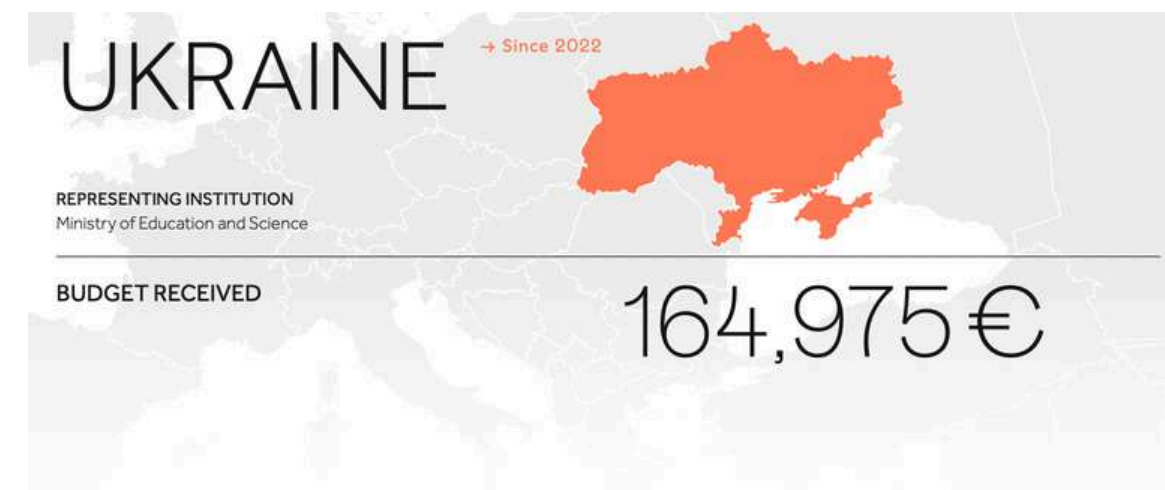 UKRAINE
→ Since 2022
REPRESENTING INSTITUTION
Ministry of Education and Science
BUDGET RECEIVED
164,975 €